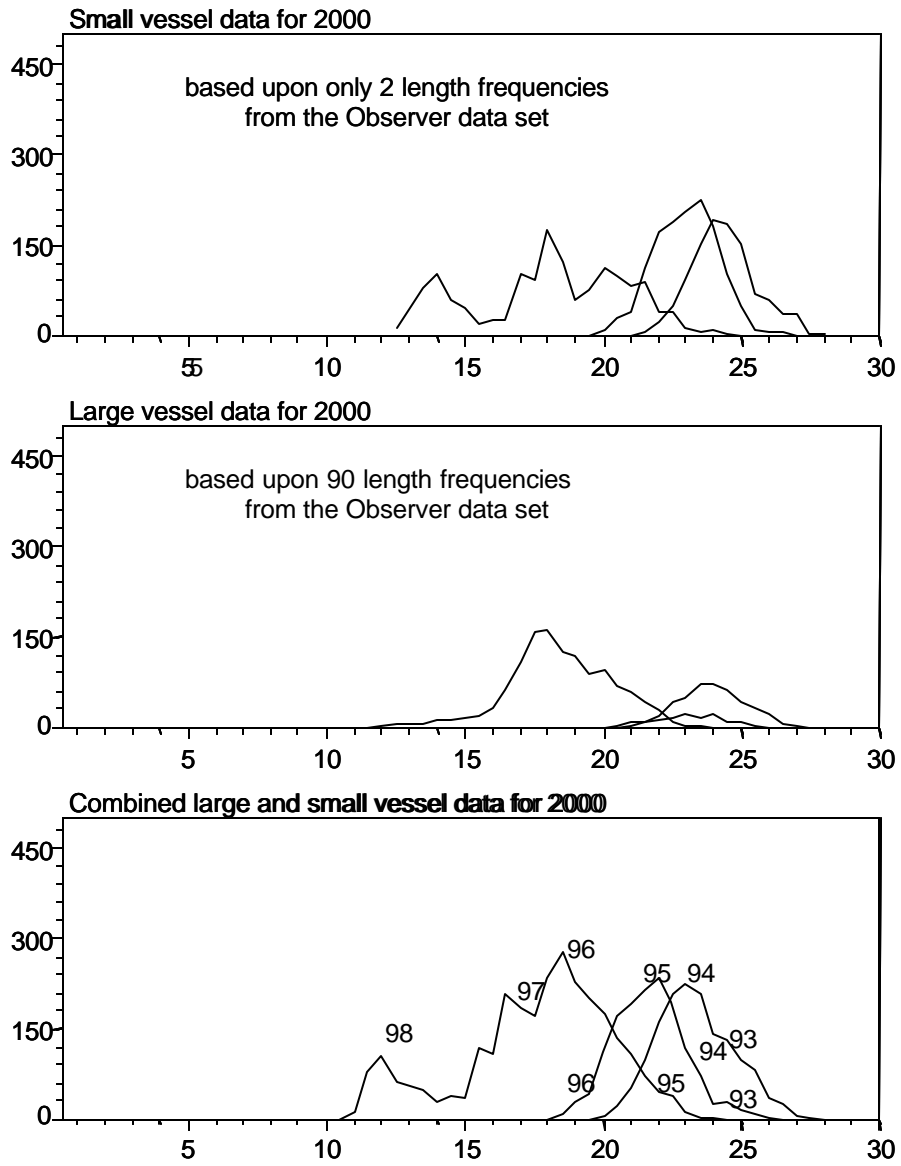 Small vessel data for 2000
450
based upon only 2 length frequencies
from the Observer data set
300
150
0
5 10 15 20 25 30
Large vessel data for 2000
450
based upon 90 length frequencies
from the Observer data set
300
150
0
5 10 15 20 25 30
Combined large and small vessel data for 2000
450
300
96
95 94
97
150
98
93
94
96 95
93
0
5 10 15 20 25 30